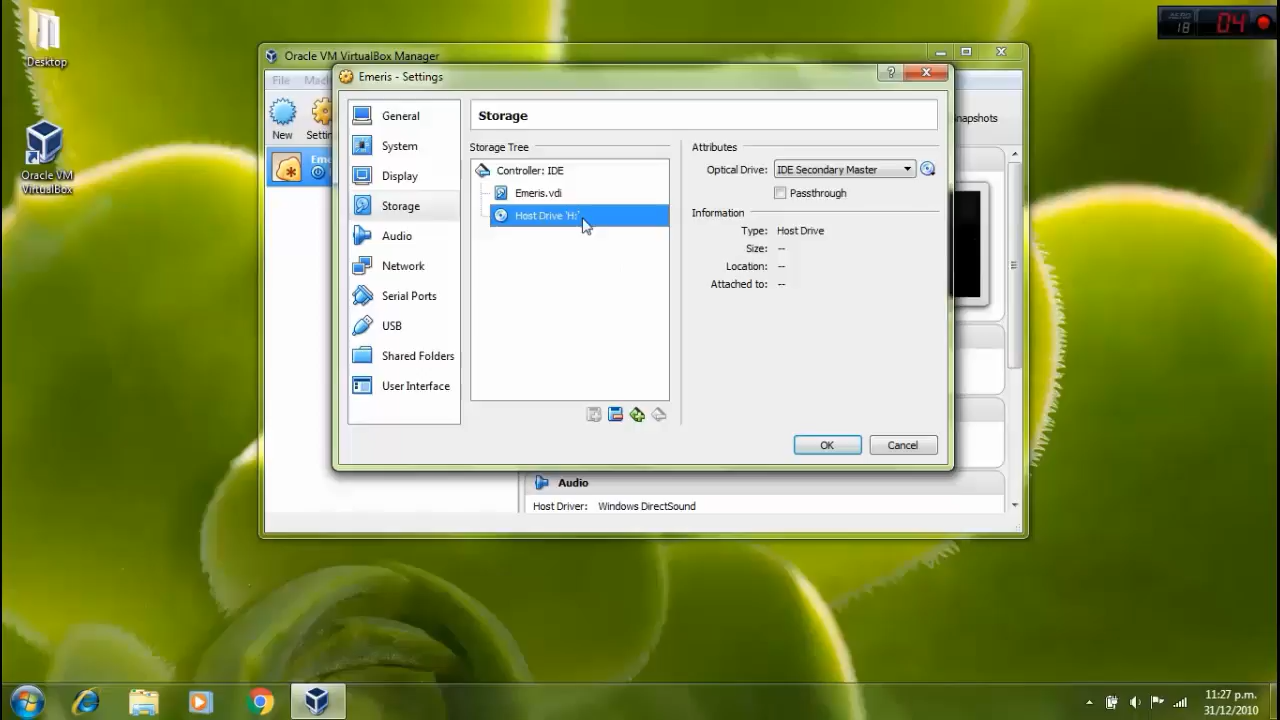 Desktop
Oracle VM
VirtualBox
18
04
Oracle VM VirtualBox Manager
File
New
Emeris - Settings
General
System
Display
Storage
Audio
Network
Serial Ports
USB
Shared Folders
User Interface
Storage
Storage Tree
Controller: IDE
Emeris.vdi
Host Drive 'H:'
Attributes
Optical Drive: IDE Secondary Master
Passthrough
Information
Type: Host Drive
Size: --
Location: --
Attached to: --
OK
Cancel
Audio
Host Driver: Windows DirectSound
11:27 p.m.
31/12/2010